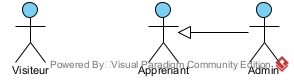 Visiteur
Apprenant
Admin
Powered By Visual Paradigm Community Edition